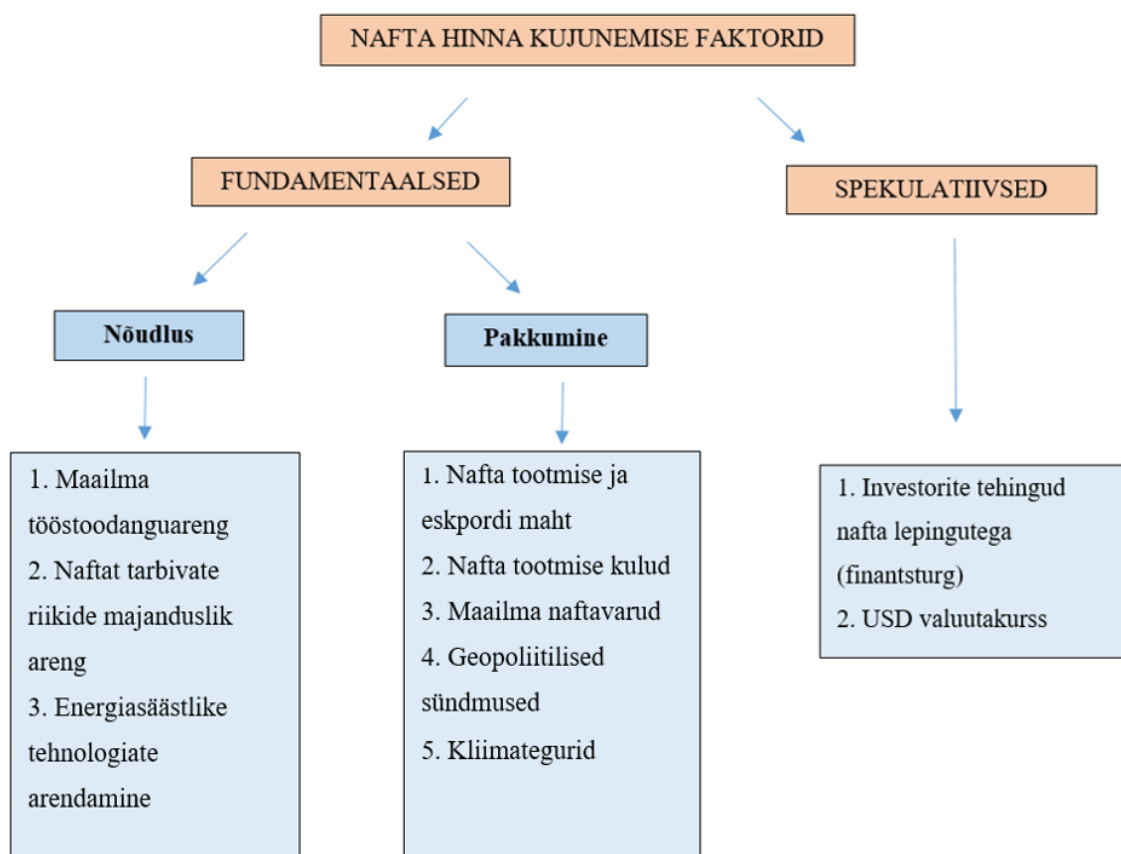 NAFTA HINNA KUJUNEMISE FAKTORID
FUNDAMENTAALSED
SPEKULATIIVSED
Nõudlus
Pakkumine
1. Maailma
tööstoodanguareng
2. Naftat tarbivate
riikide majanduslik
areng
3. Energiasäästlike
tehnologiate
arendamine
1. Nafta tootmise ja
eskpordi maht
2. Nafta tootmise kulud
3. Maailma naftavarud
4. Geopoliitilised
sündmused
5. Kliimategurid
1. Investorite tehingud
nafta lepingutega
(finantsturg)
2. USD valuutakurss